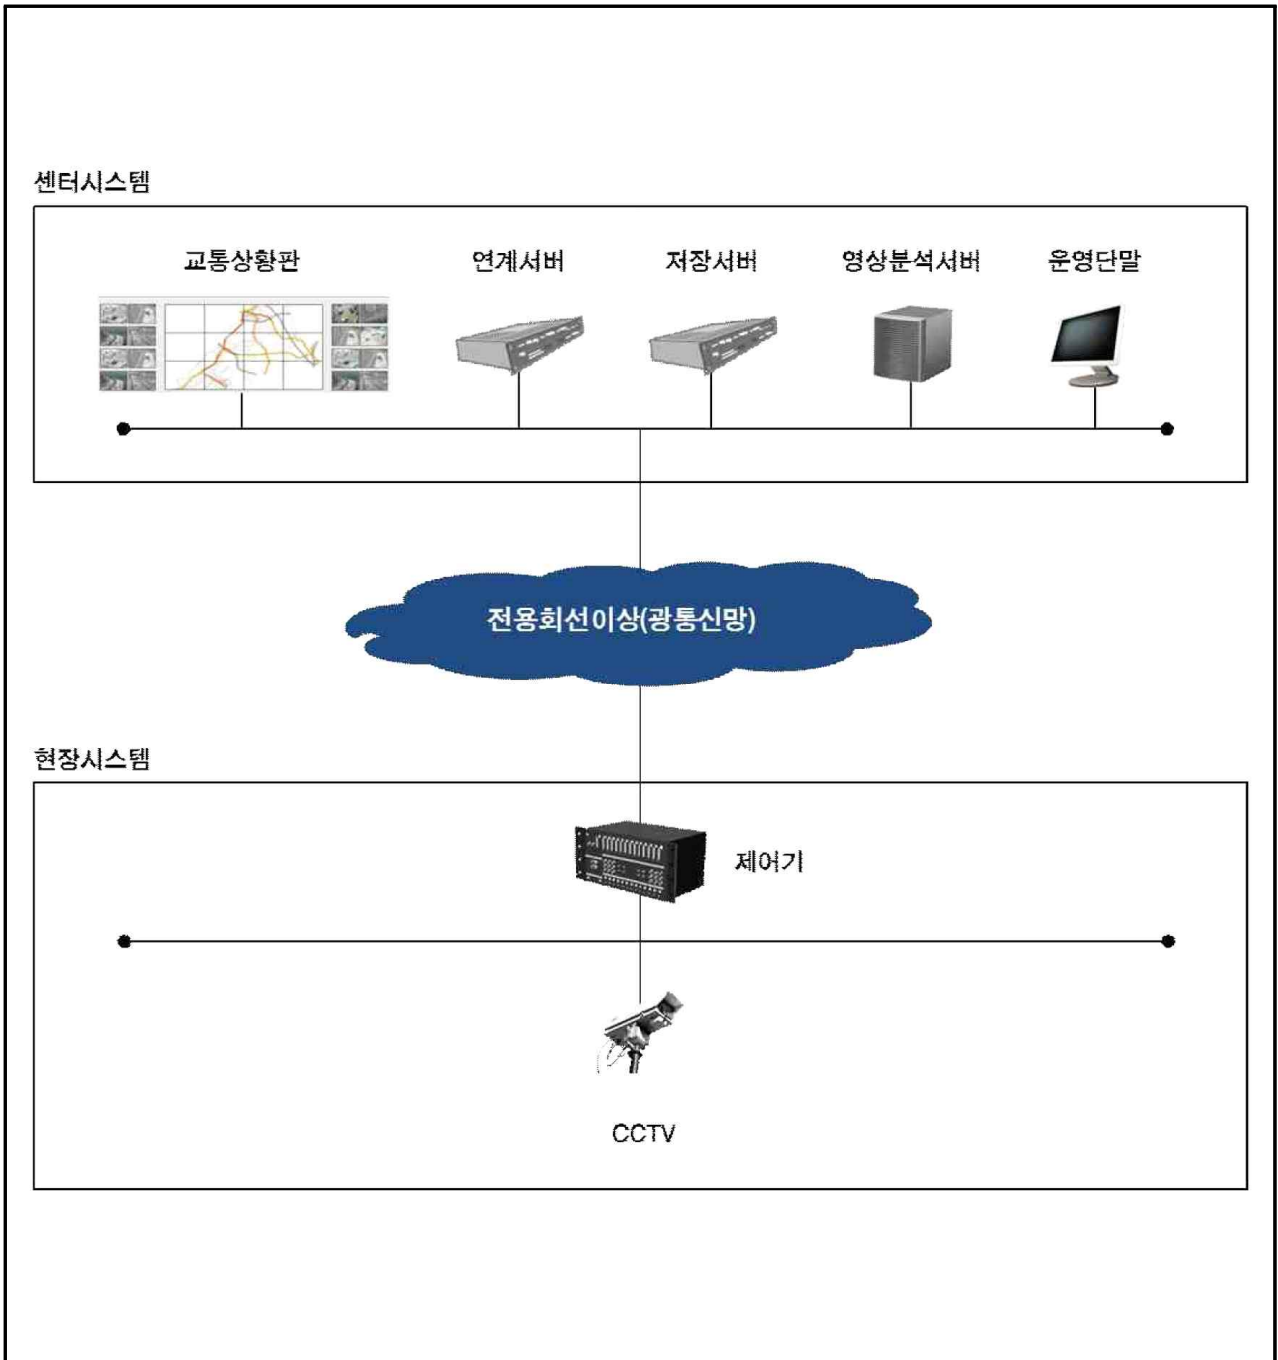 센터시스템
교통상황판
연계서버
저장서버
영상분석서버
운영단말
전용회선이상(광통신망)
현장시스템
제어기
CCTV